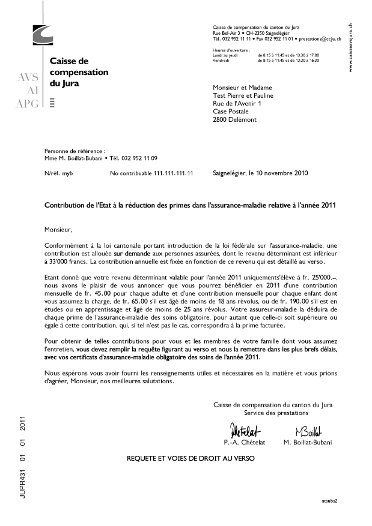 Caisse de compensation du canton du Jura
Rue Bel-Air 3 • CH-2350 Saignelégier
Tél. 032 952 11 11 • Fax 032 952 11 01 • prestations@ccju.ch
Heures d'ouverture :
Lundi au jeudi de 8.15 à 11.45 et de 13.30 à 17.00
Vendredi
www.caisseavsjura.ch
AVS
AI
APG
Caisse de
compensation
du Jura
Monsieur et Madame
Test Pierre et Pauline
Rue de l'Avenir 1
Case Postale
2800 Delémont
Personne de référence :
Mme M. Boillat-Bubani • Tél. 032 952 11 09
N/réf. myb No contribuable 111.111.111.11 Saignelégier, le 10 novembre 2010
Contribution de l'Etat à la réduction des primes dans l'assurance-maladie relative à l'année 2011
Monsieur,
Conformément à la loi cantonale portant introduction de la loi fédérale sur l'assurance-maladie, une
contribution est allouée sur demande aux personnes assurées, dont le revenu déterminant est inférieur
à 33'000 francs. La contribution annuelle est fixée en fonction de ce revenu qui est détaillé au verso.
Etant donné que votre revenu déterminant valable pour l'année 2011 uniquements'élève à fr. 25'000.–,
nous avons le plaisir de vous annoncer que vous pourrez bénéficier en 2011 d'une contribution
mensuelle de fr. 45.00 pour chaque adulte et d'une contribution mensuelle pour chaque enfant dont
vous assumez la charge, de fr. 65.00 s'il est âgé de moins de 18 ans révolus, ou de fr. 190.00 s'il est en
études ou en apprentissage et âgé de moins de 25 ans révolus. Votre assureur-maladie la déduira de
chaque prime de l'assurance-maladie des soins obligatoire, pour autant que celle-ci soit supérieure ou
égale à cette contribution, qui, si tel n'est pas le cas, correspondra à la prime facturée.
Pour obtenir de telles contributions pour vous et les membres de votre famille dont vous assumez
l'entretien, vous devez remplir la requête figurant au verso et nous la remettre dans les plus brefs délais,
avec vos certificats d'assurance-maladie obligatoire des soins de l'année 2011.
Nous espérons vous avoir fourni les renseignements utiles et nécessaires en la matière et vous prions
d'agréer, Monsieur, nos meilleures salutations.
Caisse de compensation du canton du Jura
Service des prestations
P.-A. Chételat M. Boillat-Bubani
REQUETE ET VOIES DE DROIT AU VERSO
JUPR431 01 01 2011